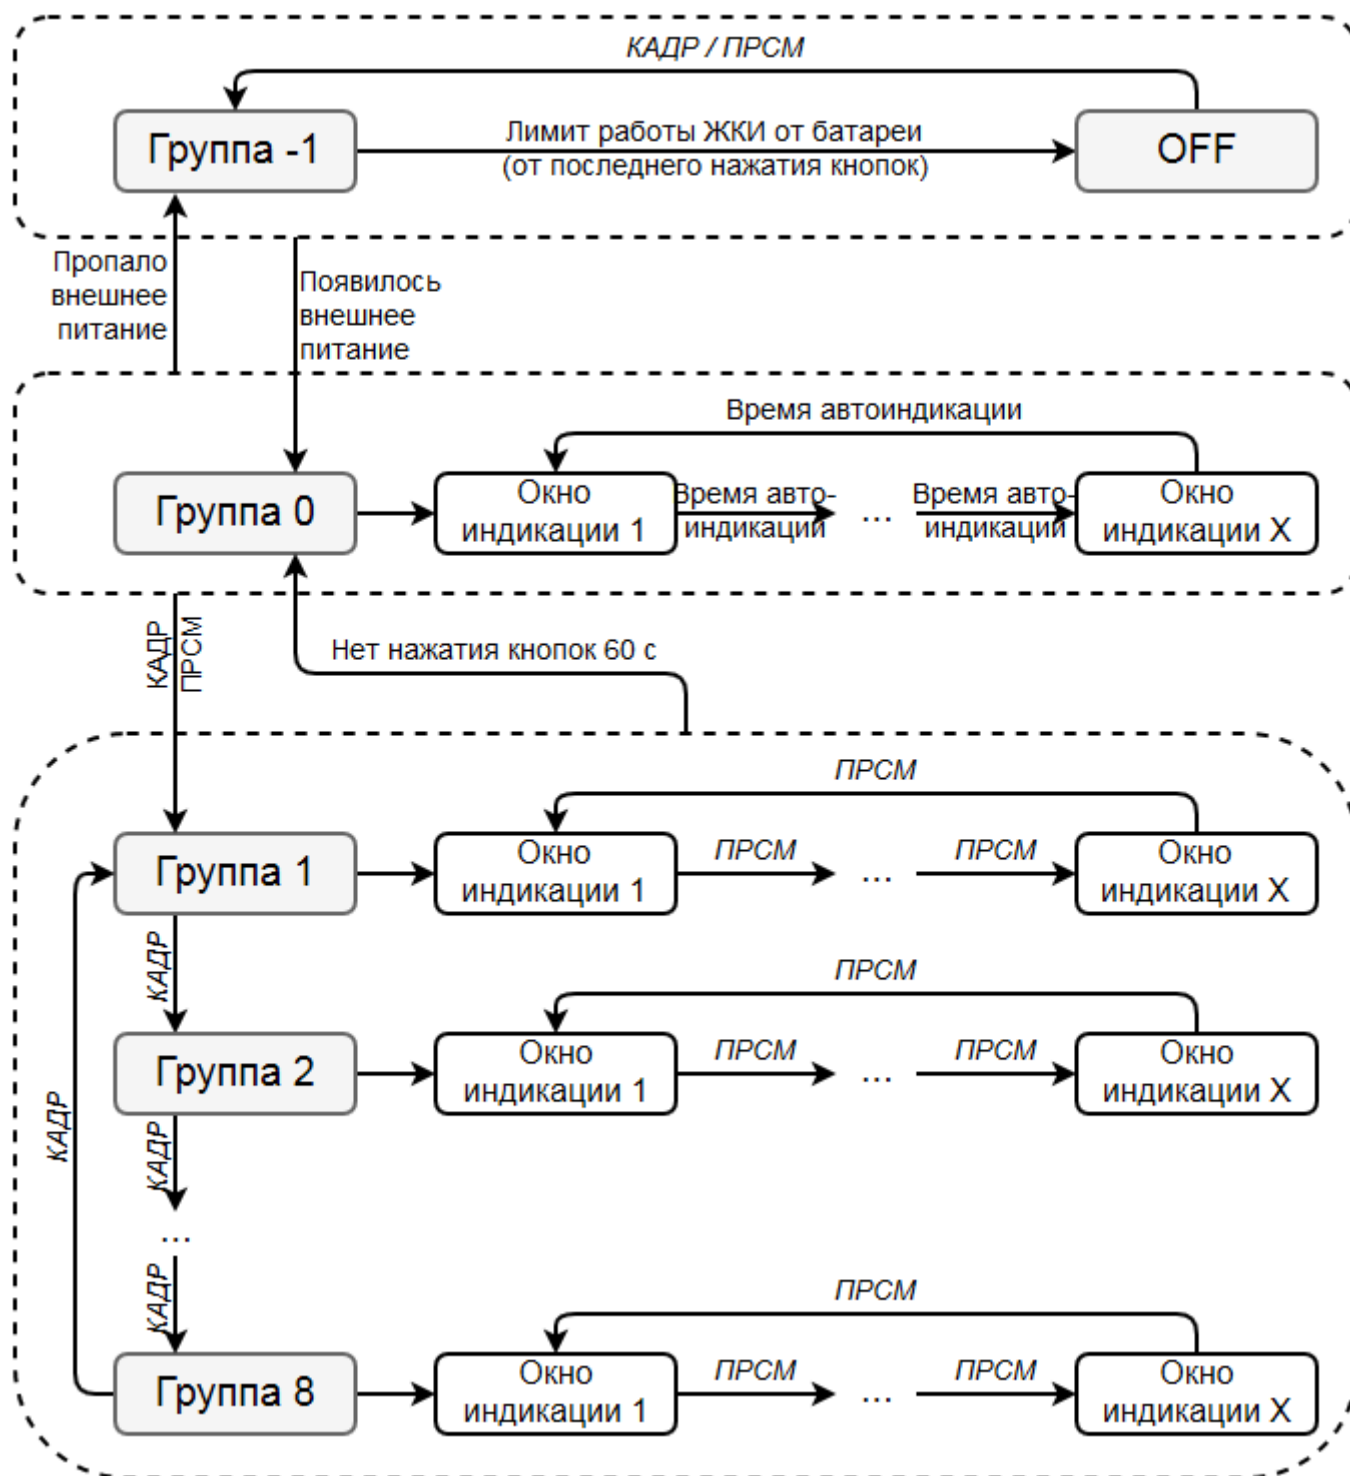 КАДР / ПРСМ
Группа -1
Лимит работы ЖКИ от батареи
(от последнего нажатия кнопок)
OFF
Пропало
внешнее
питание
Появилось
внешнее
питание
Время автоиндикации
Группа 0
Окно
индикации 1
Время авто-
индикации
...
Время авто-
индикации
Окно
индикации X
КАДР
ПРСМ
Нет нажатия кнопок 60 с
ПРСМ
Группа 1
Окно
индикации 1
ПРСМ
...
ПРСМ
Окно
индикации X
КАДР
ПРСМ
Группа 2
Окно
индикации 1
ПРСМ
...
ПРСМ
Окно
индикации X
КАДР
КАДР
...
КАДР
ПРСМ
Группа 8
Окно
индикации 1
ПРСМ
...
ПРСМ
Окно
индикации X